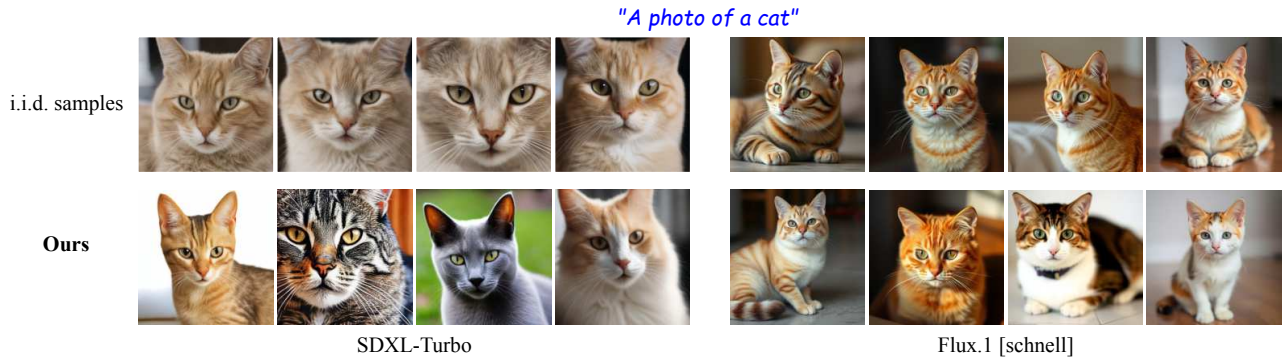 "A photo of a cat"
i.i.d. samples
Ours
SDXL-Turbo
Flux.1 [schnell]